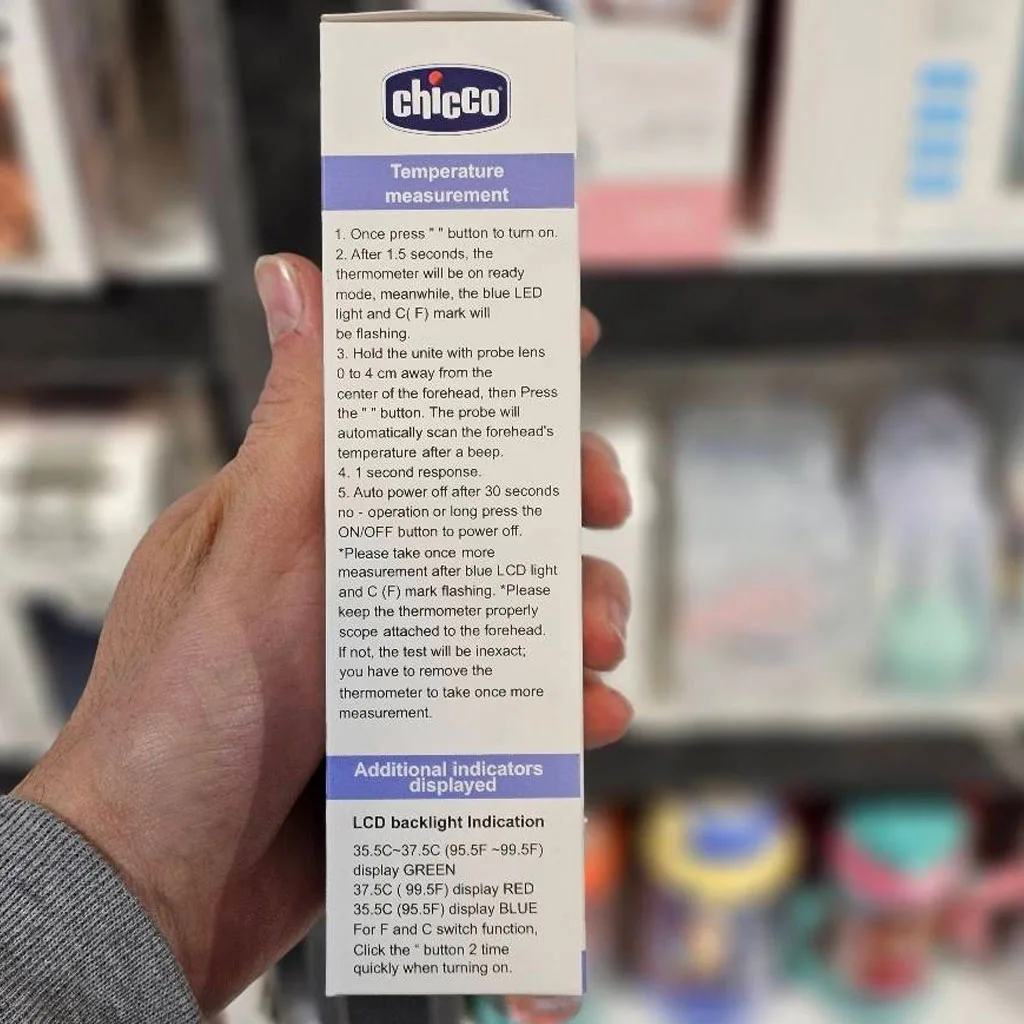 chicco
Temperature
measurement
1. Once press " " button to turn on.
2. After 1.5 seconds, the
thermometer will be on ready
mode, meanwhile, the blue LED
light and C( F) mark will
be flashing.
3. Hold the unite with probe lens
0 to 4 cm away from the
center of the forehead, then Press
the " " button. The probe will
automatically scan the forehead's
temperature after a beep.
4. 1 second response.
5. Auto power off after 30 seconds
no - operation or long press the
ON/OFF button to power off.
*Please take once more
measurement after blue LCD light
and C (F) mark flashing. *Please
keep the thermometer properly
scope attached to the forehead.
If not, the test will be inexact;
you have to remove the
thermometer to take once more
measurement.
Additional indicators
displayed
LCD backlight Indication
35.5C~37.5C (95.5F ~99.5F)
display GREEN
37.5C ( 99.5F) display RED
35.5C (95.5F) display BLUE
For F and C switch function,
Click the " button 2 time
quickly when turning on.